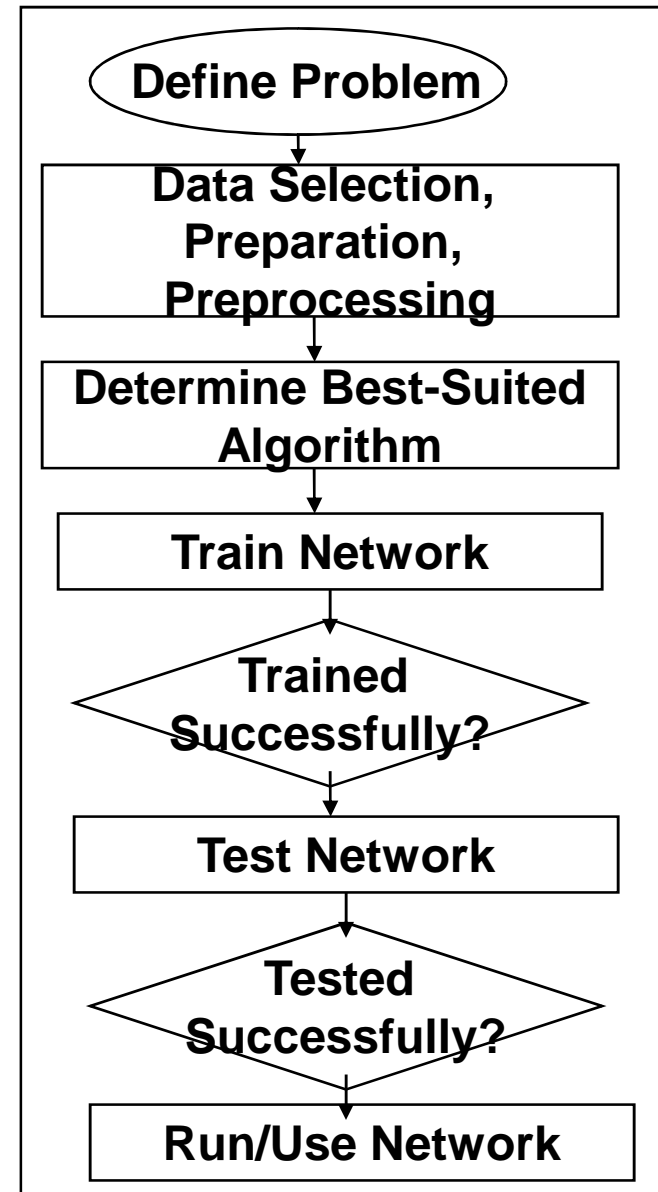 Define Problem
Data Selection,
Preparation,
Preprocessing
Determine Best-Suited
Algorithm
Train Network
Trained
Successfully?
Test Network
Tested
Successfully?
Run/Use Network